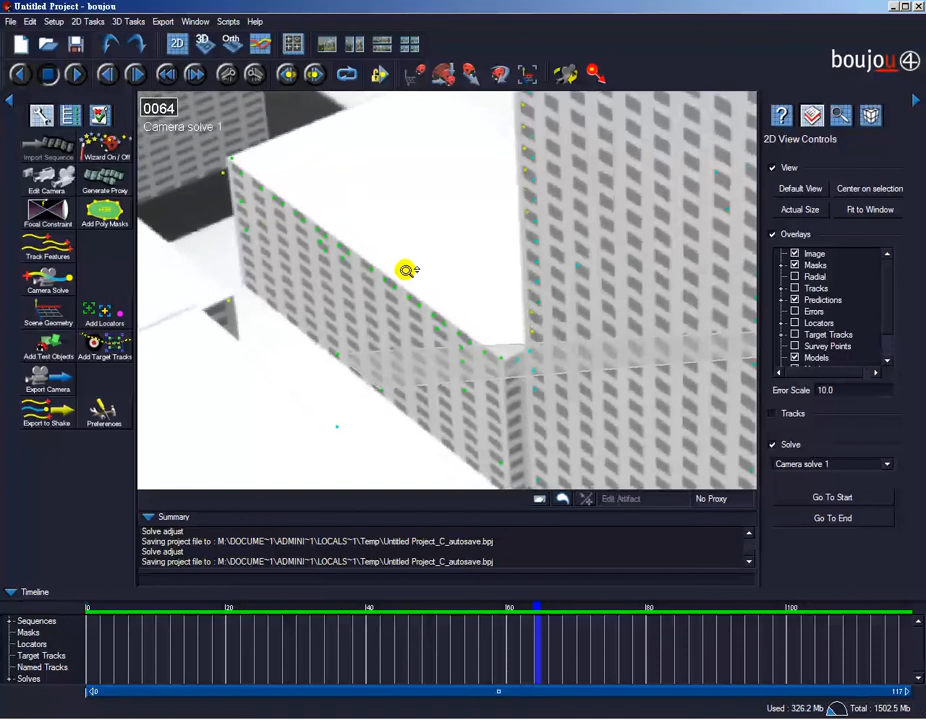 Untitled Project - boujou
File Edit Setup 2D Tasks 3D Tasks Export Window Scripts Help
2D 3D Orth
boujou 4
0064
Camera solve 1
Import Sequence Wizard On / Off
Edit Camera Generate Proxy
Focal Constraint Add Poly Masks
Track Features
Camera Solve
Scene Geometry Add Locators
Add Test Objects Add Target Tracks
Export Camera
Export to Shake Preferences
2D View Controls
View
Default View Center on selection
Actual Size Fit to Window
Overlays
Image
Masks
Radial
Tracks
Predictions
Errors
Locators
Target Tracks
Survey Points
Models
Error Scale 10.0
Tracks
Solve
Camera solve 1
Go To Start
Go To End
Edit Artifact No Proxy
Summary
Solve adjust
Saving project file to : M:\DOCUME~1\ADMINI~1\LOCALS~1\Temp\Untitled Project_C_autosave.bpj
Solve adjust
Saving project file to : M:\DOCUME~1\ADMINI~1\LOCALS~1\Temp\Untitled Project_C_autosave.bpj
Timeline
0 20 40 60 80 100
Sequences
Masks
Locators
Target Tracks
Named Tracks
Solves
0 117
Used : 326.2 Mb Total : 1502.5 Mb